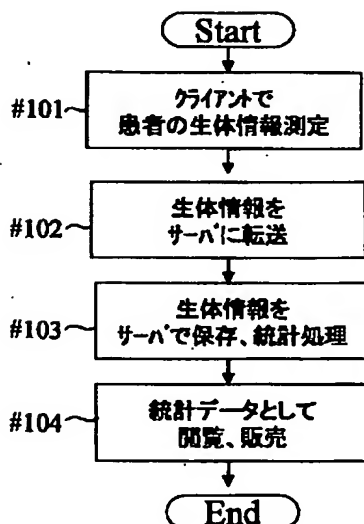 Start
#101
クライアントで
患者の生体情報測定
#102
生体情報を
サーバに転送
#103
生体情報を
サーバで保存、統計処理
#104
統計データとして
閲覧、販売
End